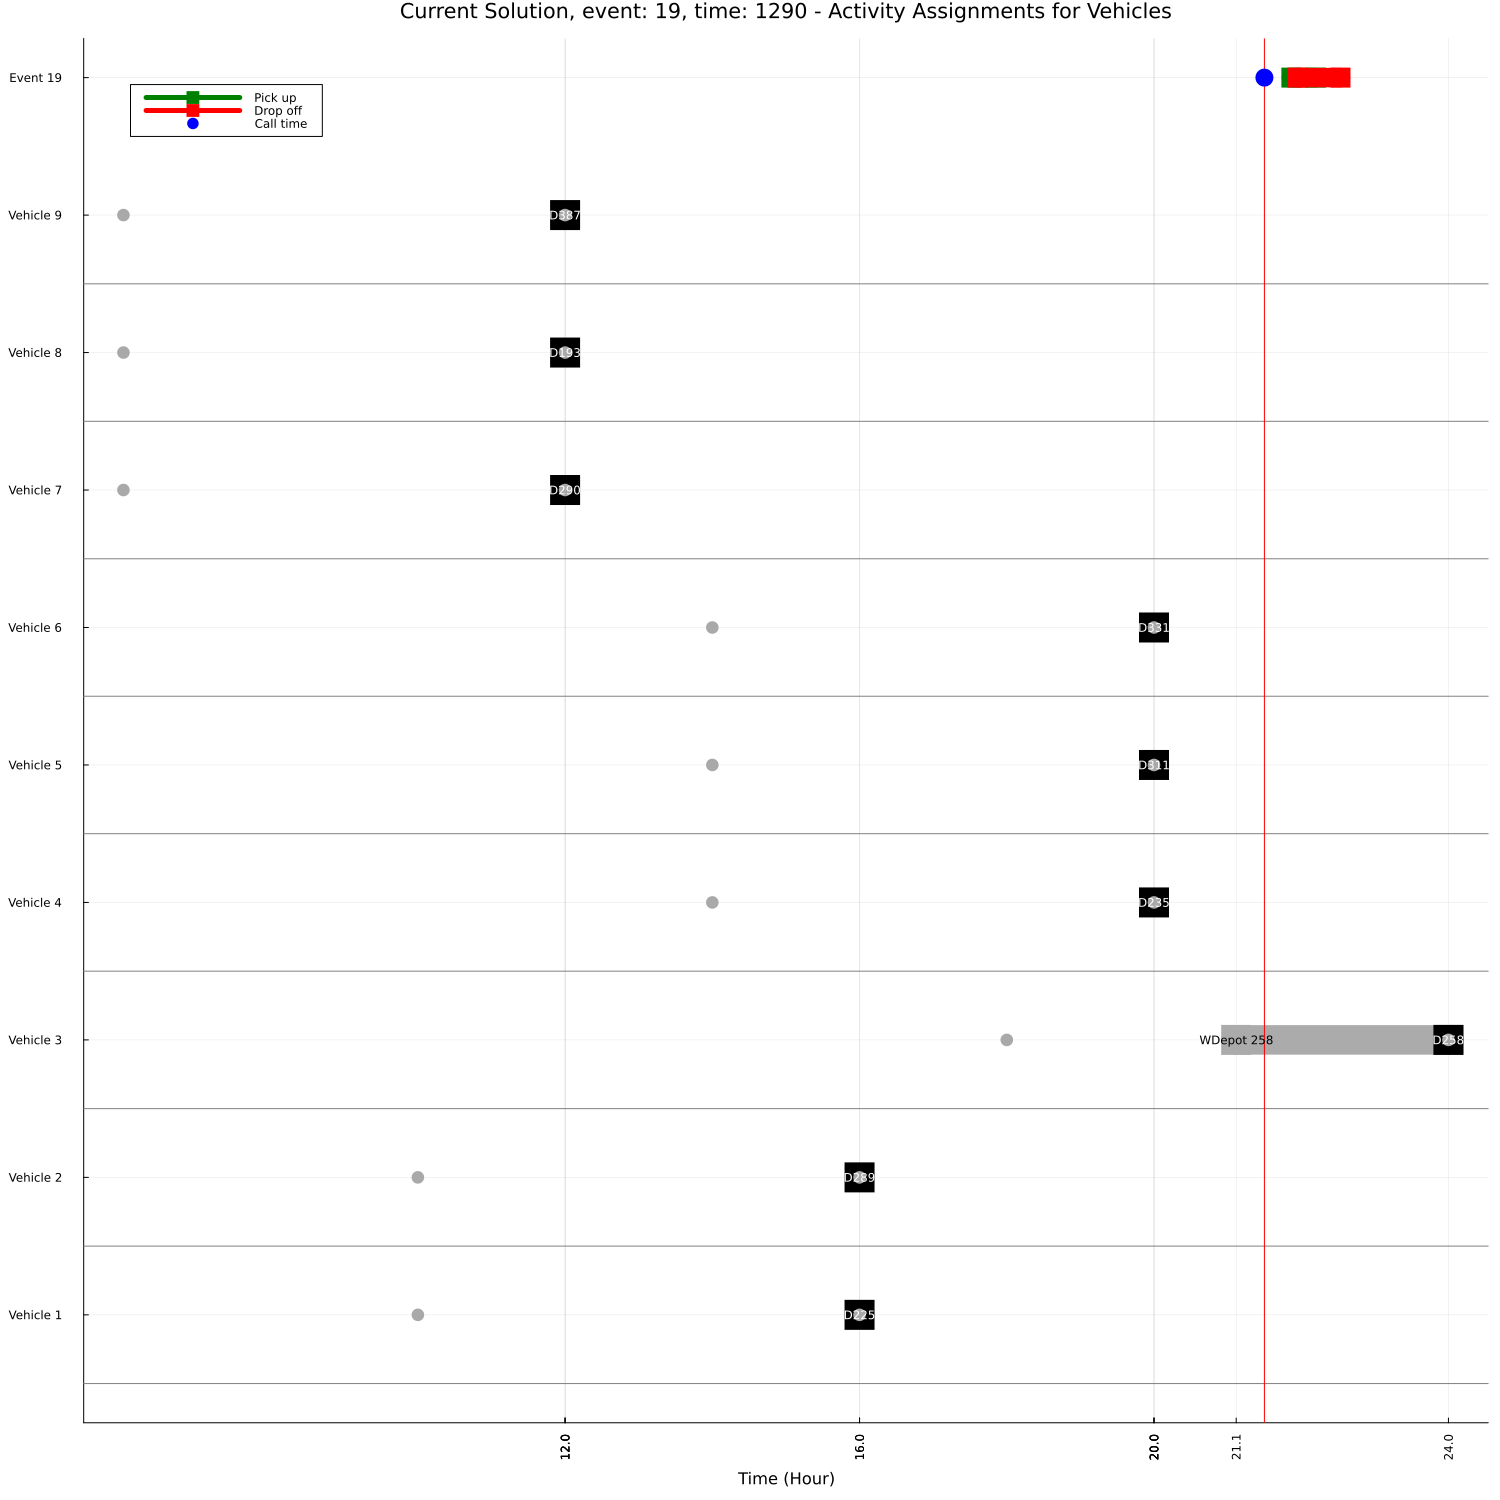 Current Solution, event: 19, time: 1290 - Activity Assignments for Vehicles
Event 19
Pick up
Drop off
Call time
Vehicle 9
D387
Vehicle 8
D193
Vehicle 7
D290
Vehicle 6
D331
Vehicle 5
D311
Vehicle 4
D235
Vehicle 3
WDepot 258
D258
Vehicle 2
D289
Vehicle 1
D225
12.0
16.0
20.0
21.1
24.0
Time (Hour)